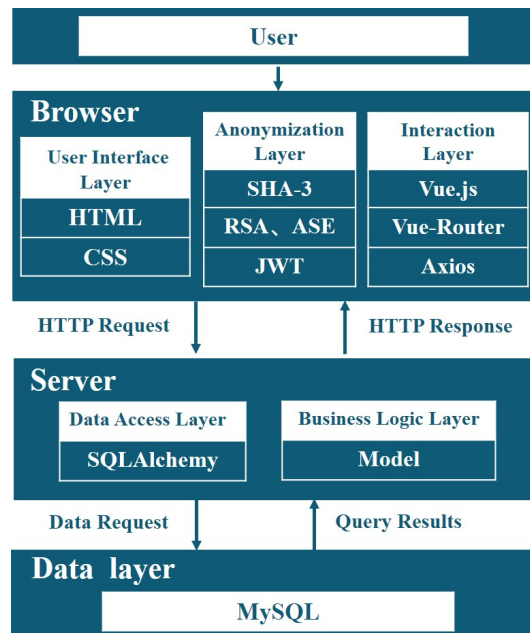 User
Browser
User Interface
Layer
HTML
CSS
Anonymization
Layer
SHA-3
RSA、ASE
JWT
Interaction
Layer
Vue.js
Vue-Router
Axios
HTTP Request
HTTP Response
Server
Data Access Layer
SQLAlchemy
Business Logic Layer
Model
Data Request
Query Results
Data layer
MySQL